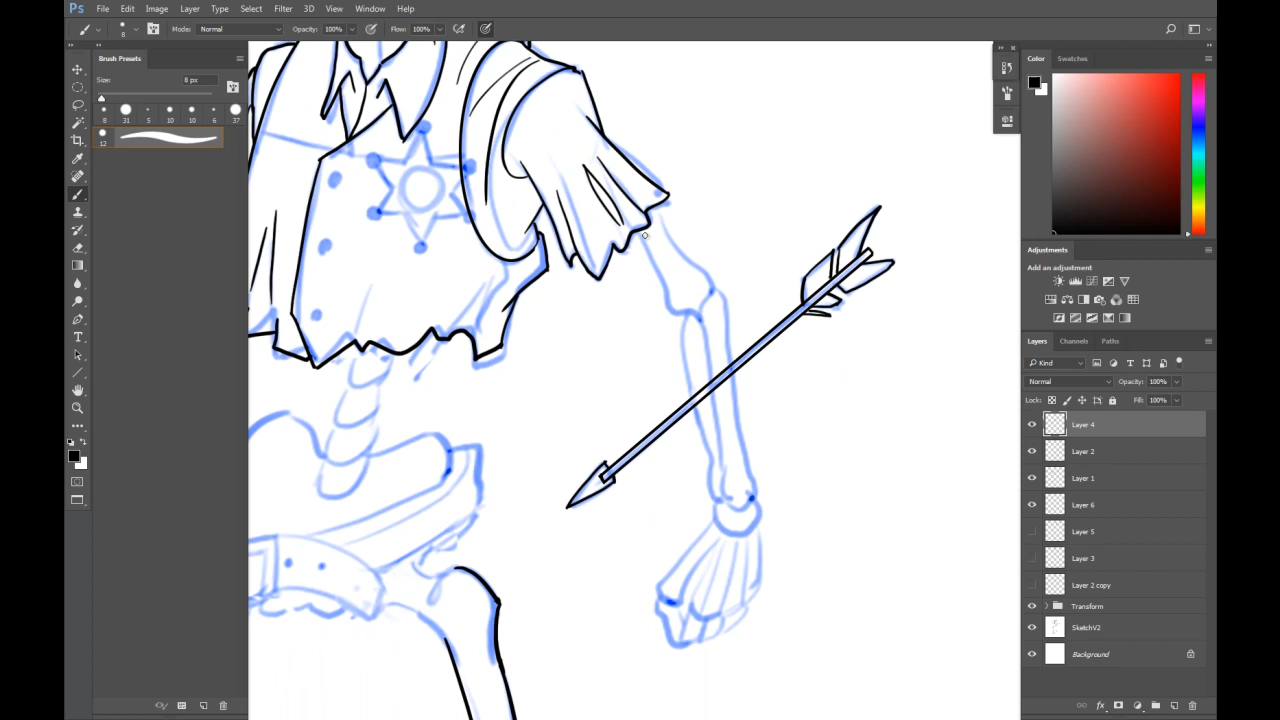 Ps File Edit Image Layer Type Select Filter 3D View Window Help
8 Mode: Normal Opacity: 100% Flow: 100%
Brush Presets
Size: 8 px
8 31 5 10 10 6 37
12
Color Swatches
Adjustments
Add an adjustment
Layers Channels Paths
Kind
Normal Opacity: 100%
Lock: Fill: 100%
Layer 4
Layer 2
Layer 1
Layer 6
Layer 5
Layer 3
Layer 2 copy
Transform
SketchV2
Background
fx